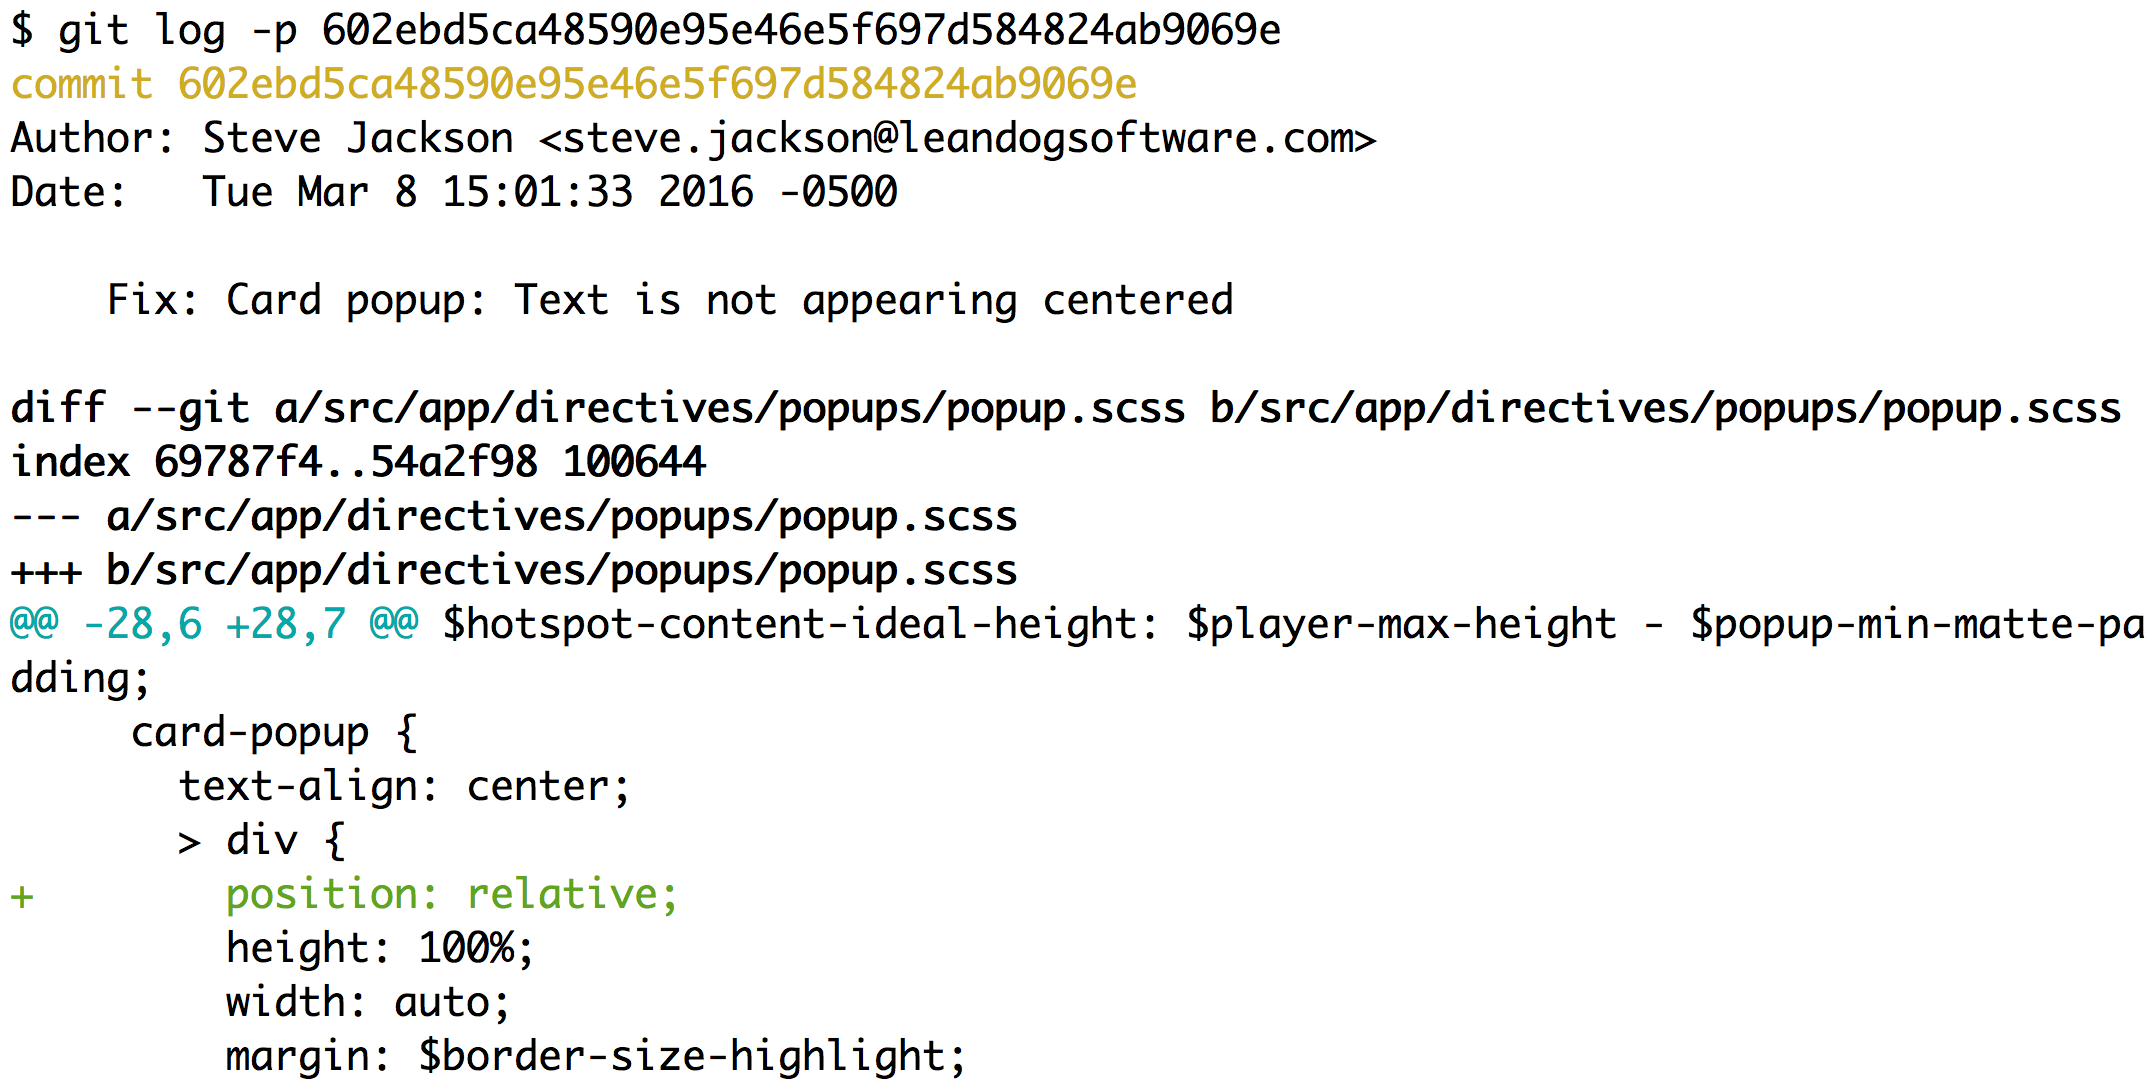 $ git log -p 602ebd5ca48590e95e46e5f697d584824ab9069e
commit 602ebd5ca48590e95e46e5f697d584824ab9069e
Author: Steve Jackson <steve.jackson@leandogsoftware.com>
Date:   Tue Mar 8 15:01:33 2016 -0500

    Fix: Card popup: Text is not appearing centered

diff --git a/src/app/directives/popups/popup.scss b/src/app/directives/popups/popup.scss
index 69787f4..54a2f98 100644
--- a/src/app/directives/popups/popup.scss
+++ b/src/app/directives/popups/popup.scss
@@ -28,6 +28,7 @@ $hotspot-content-ideal-height: $player-max-height - $popup-min-matte-pa
dding;
     card-popup {
       text-align: center;
       > div {
+        position: relative;
         height: 100%;
         width: auto;
         margin: $border-size-highlight;